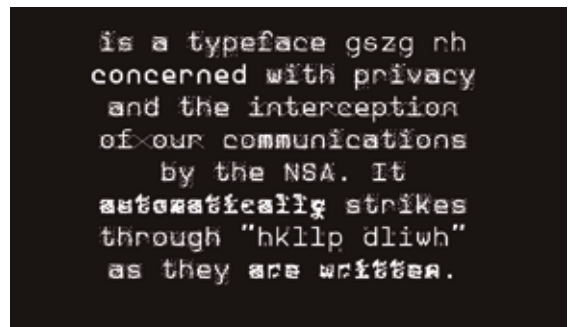 is a typeface gszg rh
concerned with privacy
and the interception
of our communications
by the NSA. It
automatically strikes
through "hkllp dliwh"
as they are written.